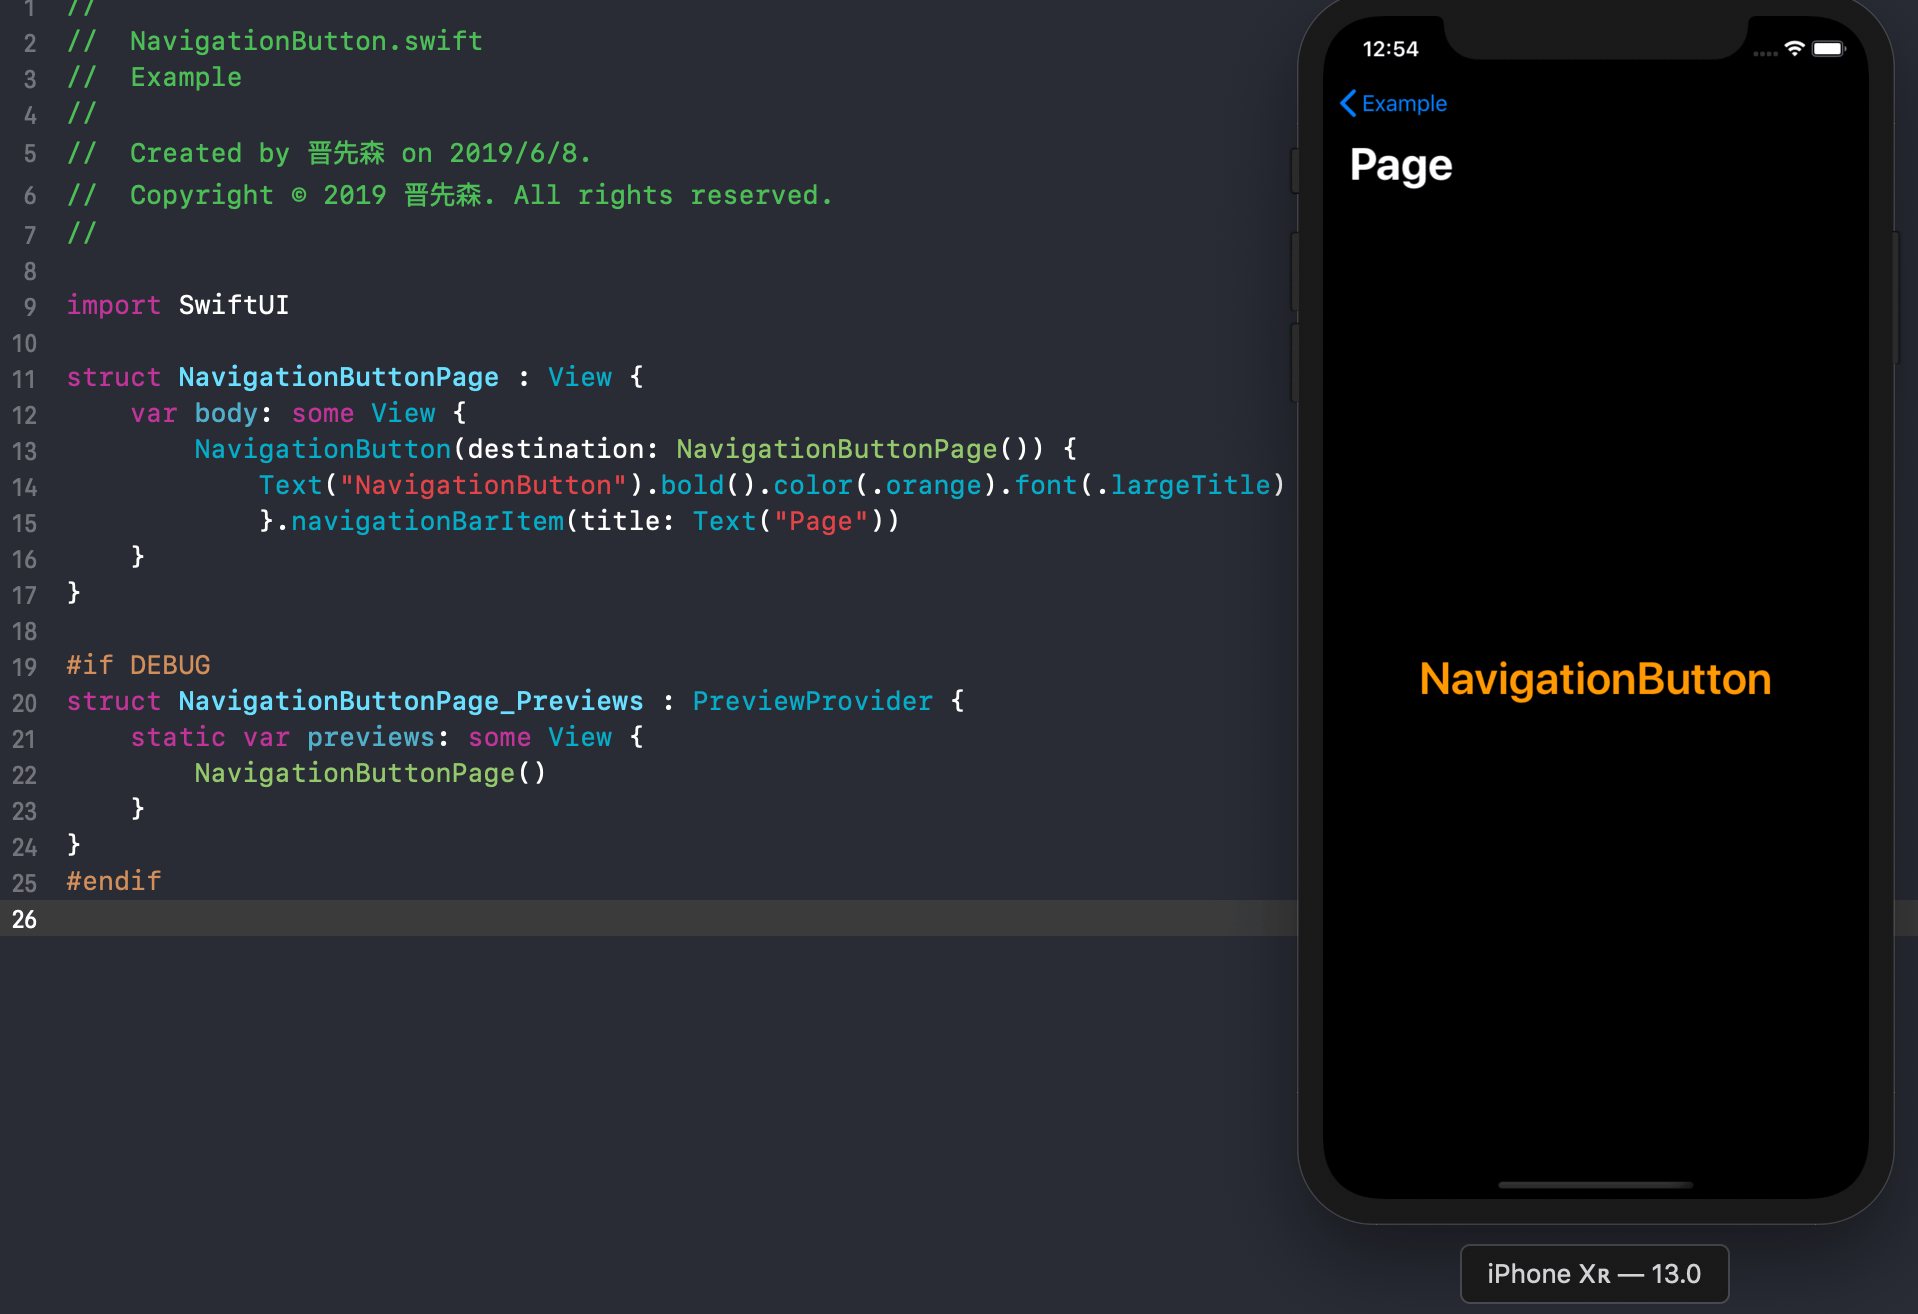 1 //
2 //  NavigationButton.swift
3 //  Example
4 //
5 //  Created by 晋先森 on 2019/6/8.
6 //  Copyright © 2019 晋先森. All rights reserved.
7 //
8
9 import SwiftUI
10
11 struct NavigationButtonPage : View {
12     var body: some View {
13         NavigationButton(destination: NavigationButtonPage()) {
14             Text("NavigationButton").bold().color(.orange).font(.largeTitle)
15             }.navigationBarItem(title: Text("Page"))
16     }
17 }
18
19 #if DEBUG
20 struct NavigationButtonPage_Previews : PreviewProvider {
21     static var previews: some View {
22         NavigationButtonPage()
23     }
24 }
25 #endif
26
12:54
Example
Page
NavigationButton
iPhone Xʀ — 13.0